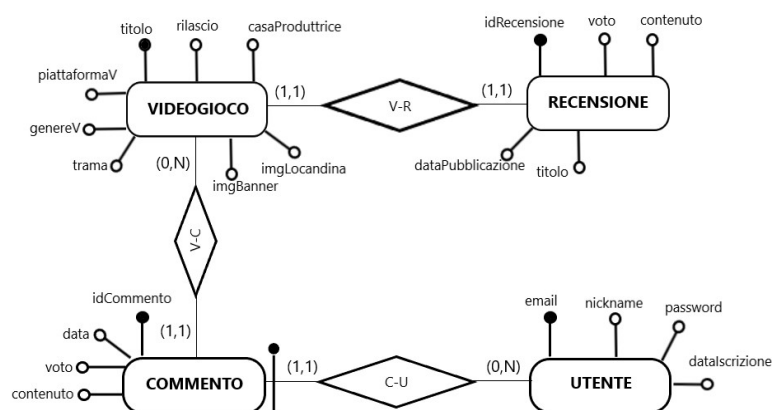 titolo
rilascio
casaProduttrice
piattaformaV
genereV
trama
VIDEOGIOCO
imgLocandina
imgBanner
(1,1)
V-R
(1,1)
idRecensione
voto
contenuto
RECENSIONE
dataPubblicazione
titolo
(0,N)
V-C
(1,1)
idCommento
data
voto
contenuto
COMMENTO
(1,1)
C-U
(0,N)
email
nickname
password
dataIscrizione
UTENTE